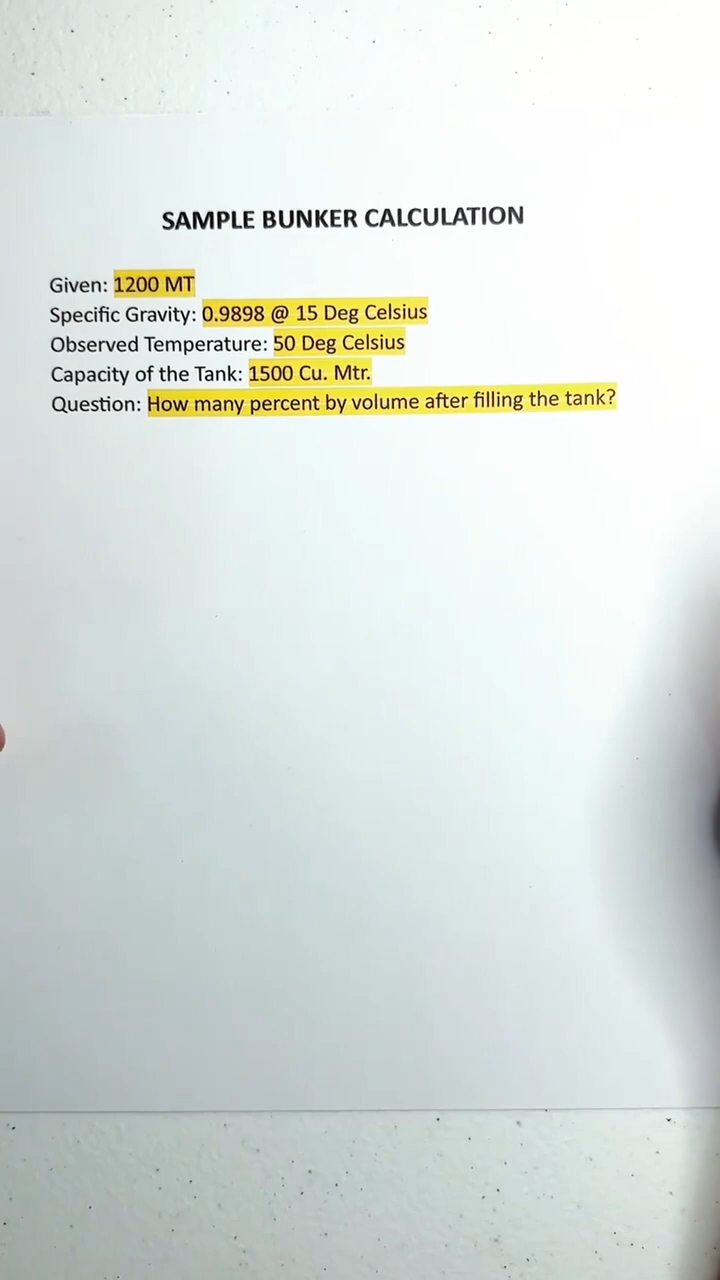 SAMPLE BUNKER CALCULATION
Given: 1200 MT
Specific Gravity: 0.9898 @ 15 Deg Celsius
Observed Temperature: 50 Deg Celsius
Capacity of the Tank: 1500 Cu. Mtr.
Question: How many percent by volume after filling the tank?